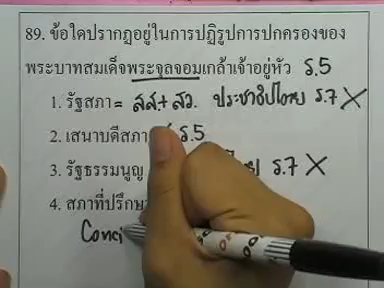 89. ข้อใดปรากฏอยู่ในการปฏิรูปการปกครองของ
พระบาทสมเด็จพระจุลจอมเกล้าเจ้าอยู่หัว ร.5
1. รัฐสภา = สส.+ สว. ประชาธิปไตย ร.7 X
2. เสนาบดีสภา ร.5
3. รัฐธรรมนูญ ร.7 X
4. สภาที่ปรึกษา
Conci